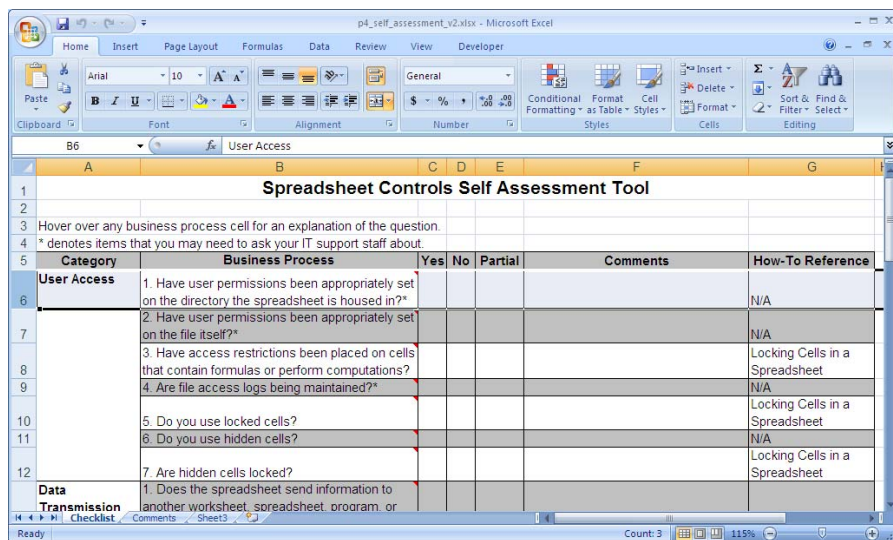 p4_self_assessment_v2.xlsx - Microsoft Excel
Home Insert Page Layout Formulas Data Review View Developer
Paste
Arial 10 A A
B I U A
General
$ % , .0 .00 .00 .0
Conditional Formatting
Format as Table
Cell Styles
Insert
Delete
Format
Σ
Sort & Filter
Find & Select
Clipboard Font Alignment Number Styles Cells Editing
B6 fx User Access
A B C D E F G H
1 Spreadsheet Controls Self Assessment Tool
2
3 Hover over any business process cell for an explanation of the question.
4 * denotes items that you may need to ask your IT support staff about.
5 Category Business Process Yes No Partial Comments How-To Reference
User Access 1. Have user permissions been appropriately set
6 on the directory the spreadsheet is housed in?* N/A
2. Have user permissions been appropriately set
7 on the file itself?* N/A
3. Have access restrictions been placed on cells Locking Cells in a
8 that contain formulas or perform computations? Spreadsheet
9 4. Are file access logs being maintained?* N/A
Locking Cells in a
10 5. Do you use locked cells? Spreadsheet
11 6. Do you use hidden cells? N/A
Locking Cells in a
12 7. Are hidden cells locked? Spreadsheet
Data 1. Does the spreadsheet send information to
Transmission another worksheet, spreadsheet, program, or
Checklist Comments Sheet3
Ready Count: 3 115%